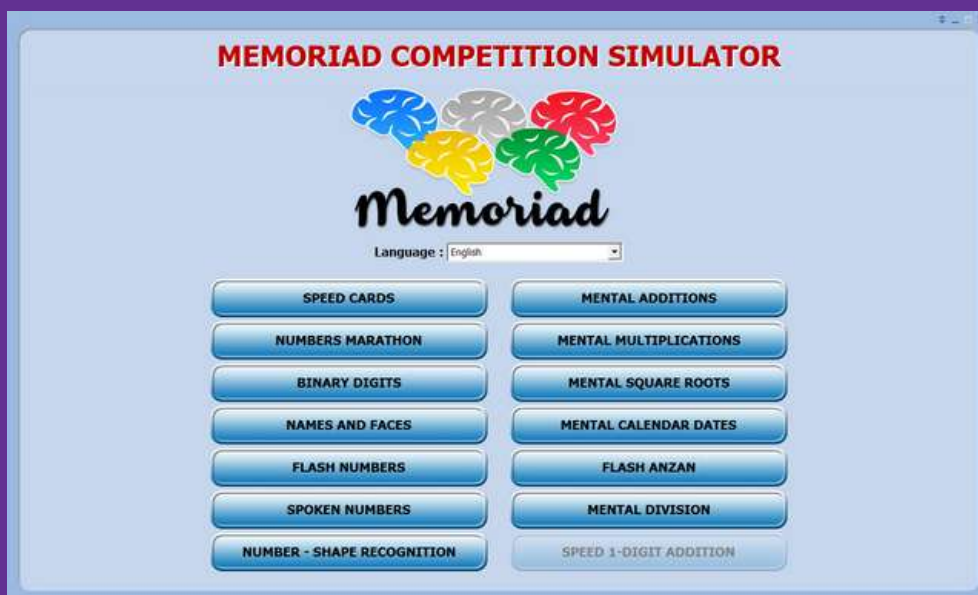 MEMORIAD COMPETITION SIMULATOR
Memoriad
Language : English
SPEED CARDS
MENTAL ADDITIONS
NUMBERS MARATHON
MENTAL MULTIPLICATIONS
BINARY DIGITS
MENTAL SQUARE ROOTS
NAMES AND FACES
MENTAL CALENDAR DATES
FLASH NUMBERS
FLASH ANZAN
SPOKEN NUMBERS
MENTAL DIVISION
NUMBER - SHAPE RECOGNITION
SPEED 1-DIGIT ADDITION